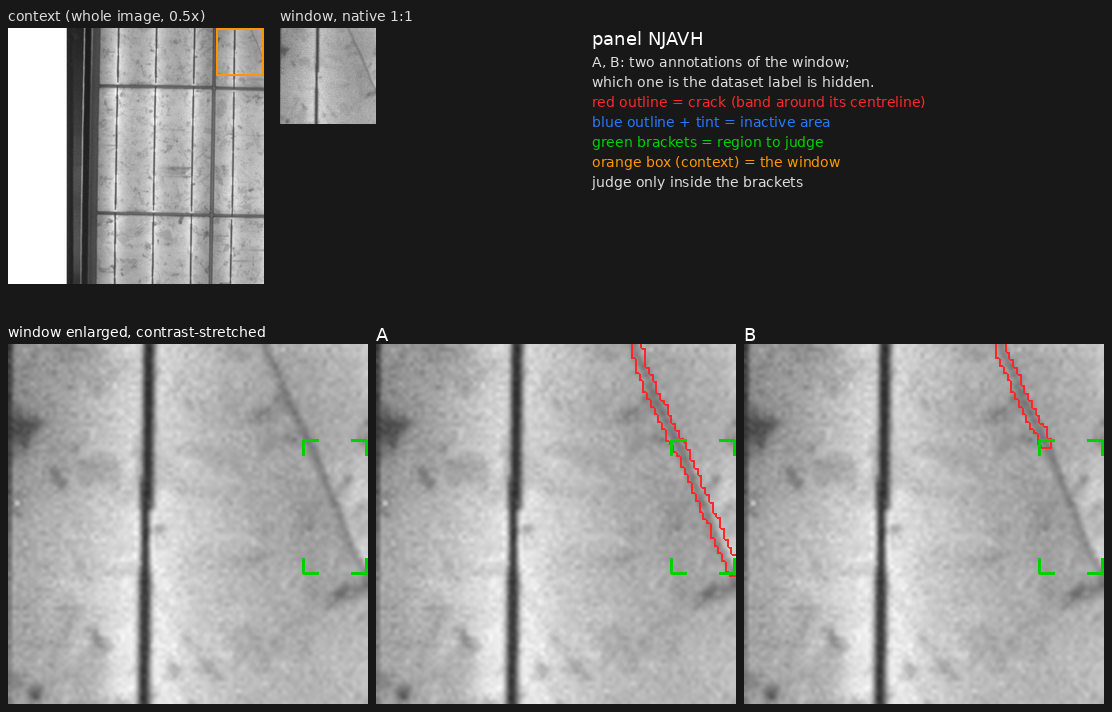 context (whole image, 0.5x)
window, native 1:1
panel NJAVH
A, B: two annotations of the window;
which one is the dataset label is hidden.
red outline = crack (band around its centreline)
blue outline + tint = inactive area
green brackets = region to judge
orange box (context) = the window
judge only inside the brackets
window enlarged, contrast-stretched
A
B